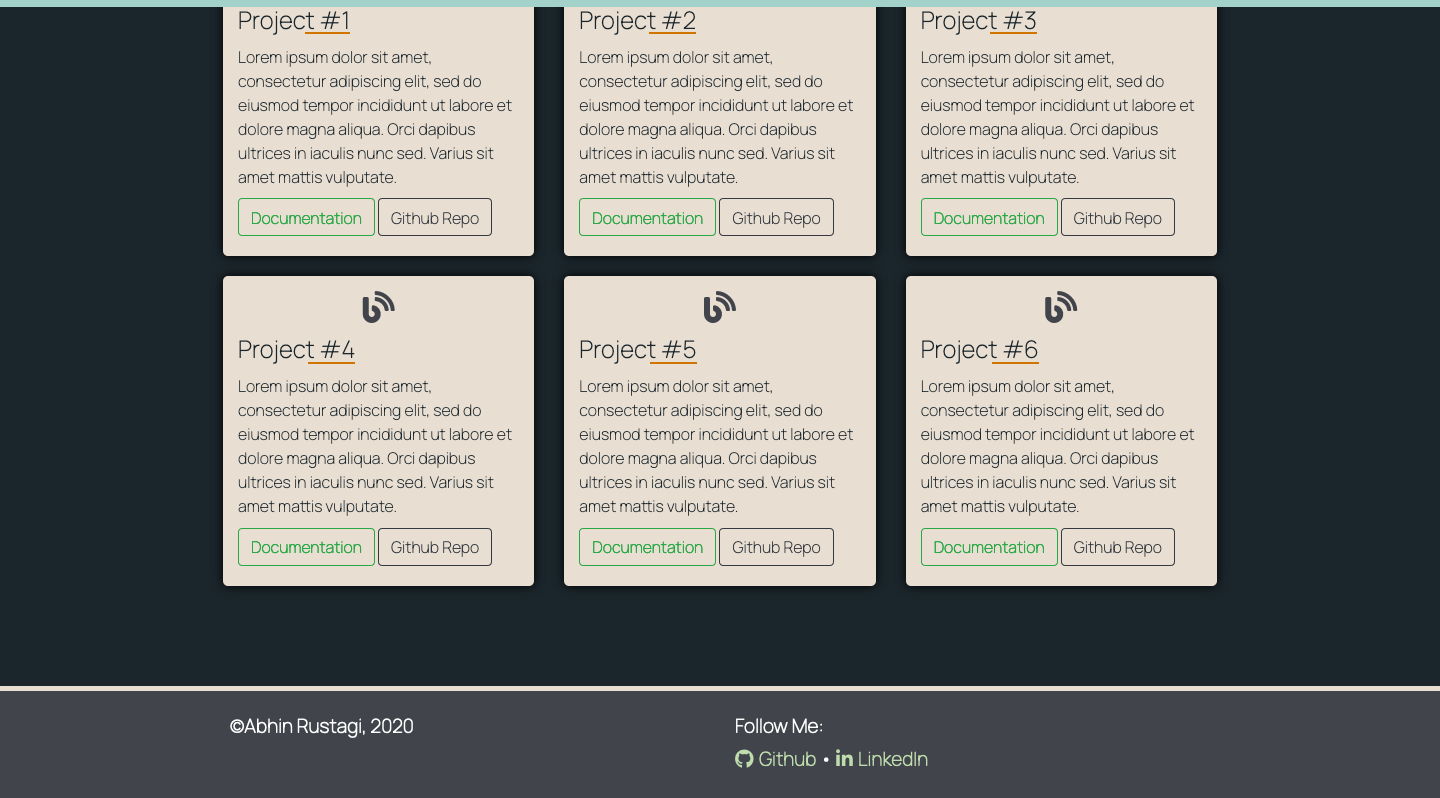 Project #1
Lorem ipsum dolor sit amet,
consectetur adipiscing elit, sed do
eiusmod tempor incididunt ut labore et
dolore magna aliqua. Orci dapibus
ultrices in iaculis nunc sed. Varius sit
amet mattis vulputate.
Documentation Github Repo
Project #2
Lorem ipsum dolor sit amet,
consectetur adipiscing elit, sed do
eiusmod tempor incididunt ut labore et
dolore magna aliqua. Orci dapibus
ultrices in iaculis nunc sed. Varius sit
amet mattis vulputate.
Documentation Github Repo
Project #3
Lorem ipsum dolor sit amet,
consectetur adipiscing elit, sed do
eiusmod tempor incididunt ut labore et
dolore magna aliqua. Orci dapibus
ultrices in iaculis nunc sed. Varius sit
amet mattis vulputate.
Documentation Github Repo
Project #4
Lorem ipsum dolor sit amet,
consectetur adipiscing elit, sed do
eiusmod tempor incididunt ut labore et
dolore magna aliqua. Orci dapibus
ultrices in iaculis nunc sed. Varius sit
amet mattis vulputate.
Documentation Github Repo
Project #5
Lorem ipsum dolor sit amet,
consectetur adipiscing elit, sed do
eiusmod tempor incididunt ut labore et
dolore magna aliqua. Orci dapibus
ultrices in iaculis nunc sed. Varius sit
amet mattis vulputate.
Documentation Github Repo
Project #6
Lorem ipsum dolor sit amet,
consectetur adipiscing elit, sed do
eiusmod tempor incididunt ut labore et
dolore magna aliqua. Orci dapibus
ultrices in iaculis nunc sed. Varius sit
amet mattis vulputate.
Documentation Github Repo
©Abhin Rustagi, 2020
Follow Me:
Github • LinkedIn